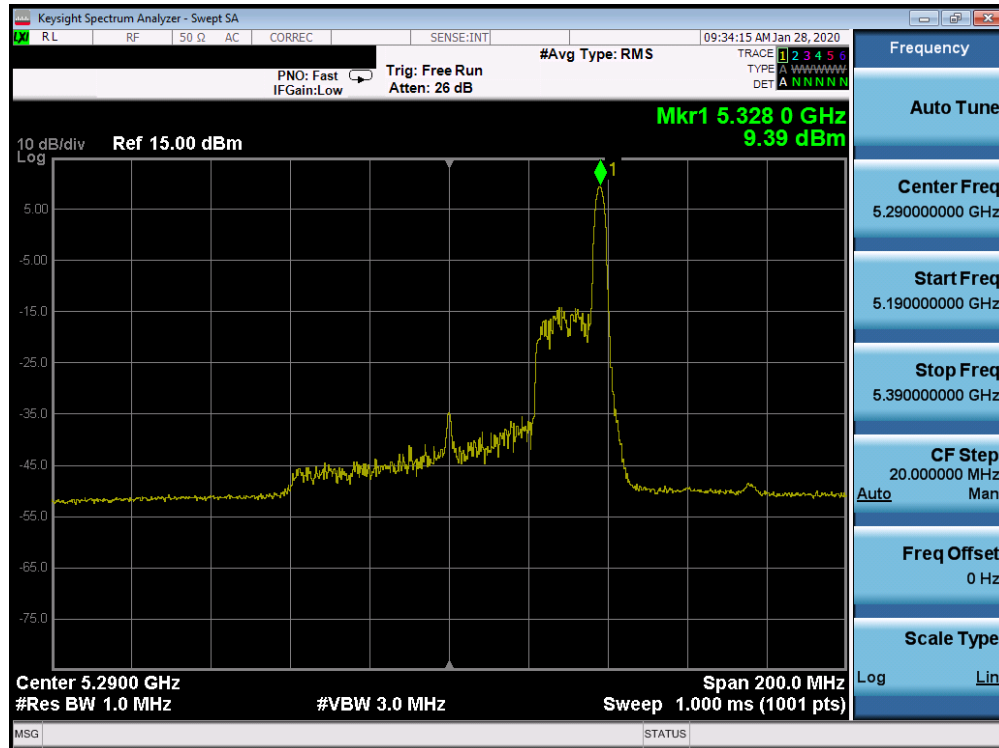 Keysight Spectrum Analyzer - Swept SA
LXI RL RF 50 Ω AC CORREC SENSE:INT 09:34:15 AM Jan 28, 2020
#Avg Type: RMS
TRACE 1 2 3 4 5 6
TYPE A WWWWW
DET A N N N N N
PNO: Fast
IFGain:Low
Trig: Free Run
Atten: 26 dB
Mkr1 5.328 0 GHz
9.39 dBm
10 dB/div Ref 15.00 dBm
Log
1
5.00
-5.00
-15.0
-25.0
-35.0
-45.0
-55.0
-65.0
-75.0
Center 5.2900 GHz Span 200.0 MHz
#Res BW 1.0 MHz #VBW 3.0 MHz Sweep 1.000 ms (1001 pts)
MSG STATUS
Frequency
Auto Tune
Center Freq
5.290000000 GHz
Start Freq
5.190000000 GHz
Stop Freq
5.390000000 GHz
CF Step
20.000000 MHz
Auto Man
Freq Offset
0 Hz
Scale Type
Log Lin